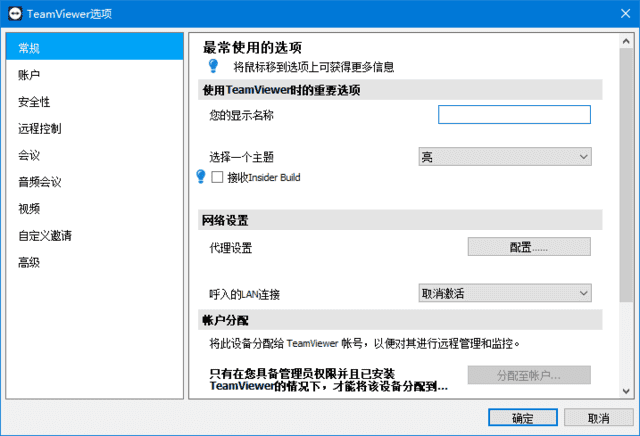 TeamViewer选项
常规
账户
安全性
远程控制
会议
音频会议
视频
自定义邀请
高级
最常使用的选项
将鼠标移到选项上可获得更多信息
使用TeamViewer时的重要选项
您的显示名称
选择一个主题
亮
接收Insider Build
网络设置
代理设置
配置......
呼入的LAN连接
取消激活
帐户分配
将此设备分配给 TeamViewer 帐号，以便对其进行远程管理和监控。
只有在您具备管理员权限并且已安装
TeamViewer的情况下，才能将该设备分配到...
分配至帐户...
确定
取消